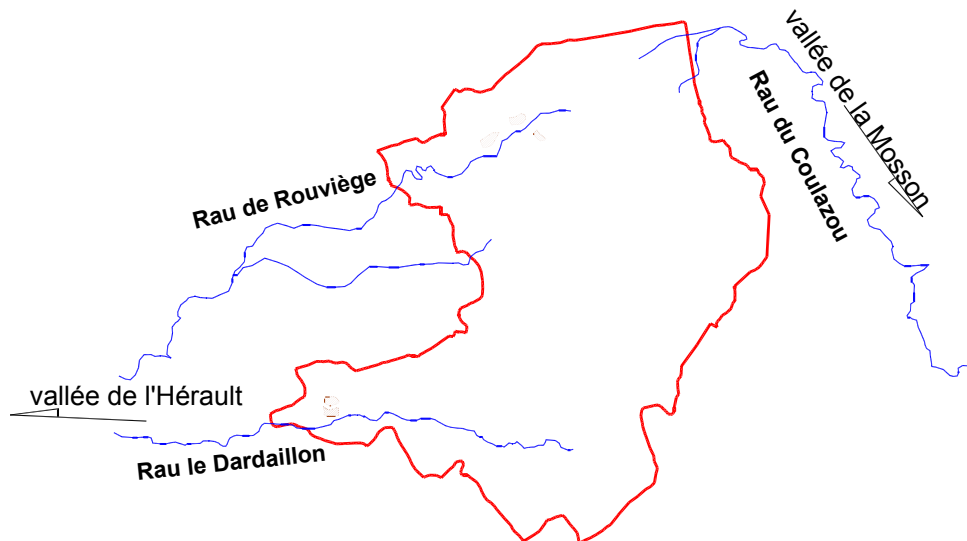 vallée de la Mosson
Rau du Coulazou
Rau de Rouviège
vallée de l'Hérault
Rau le Dardaillon